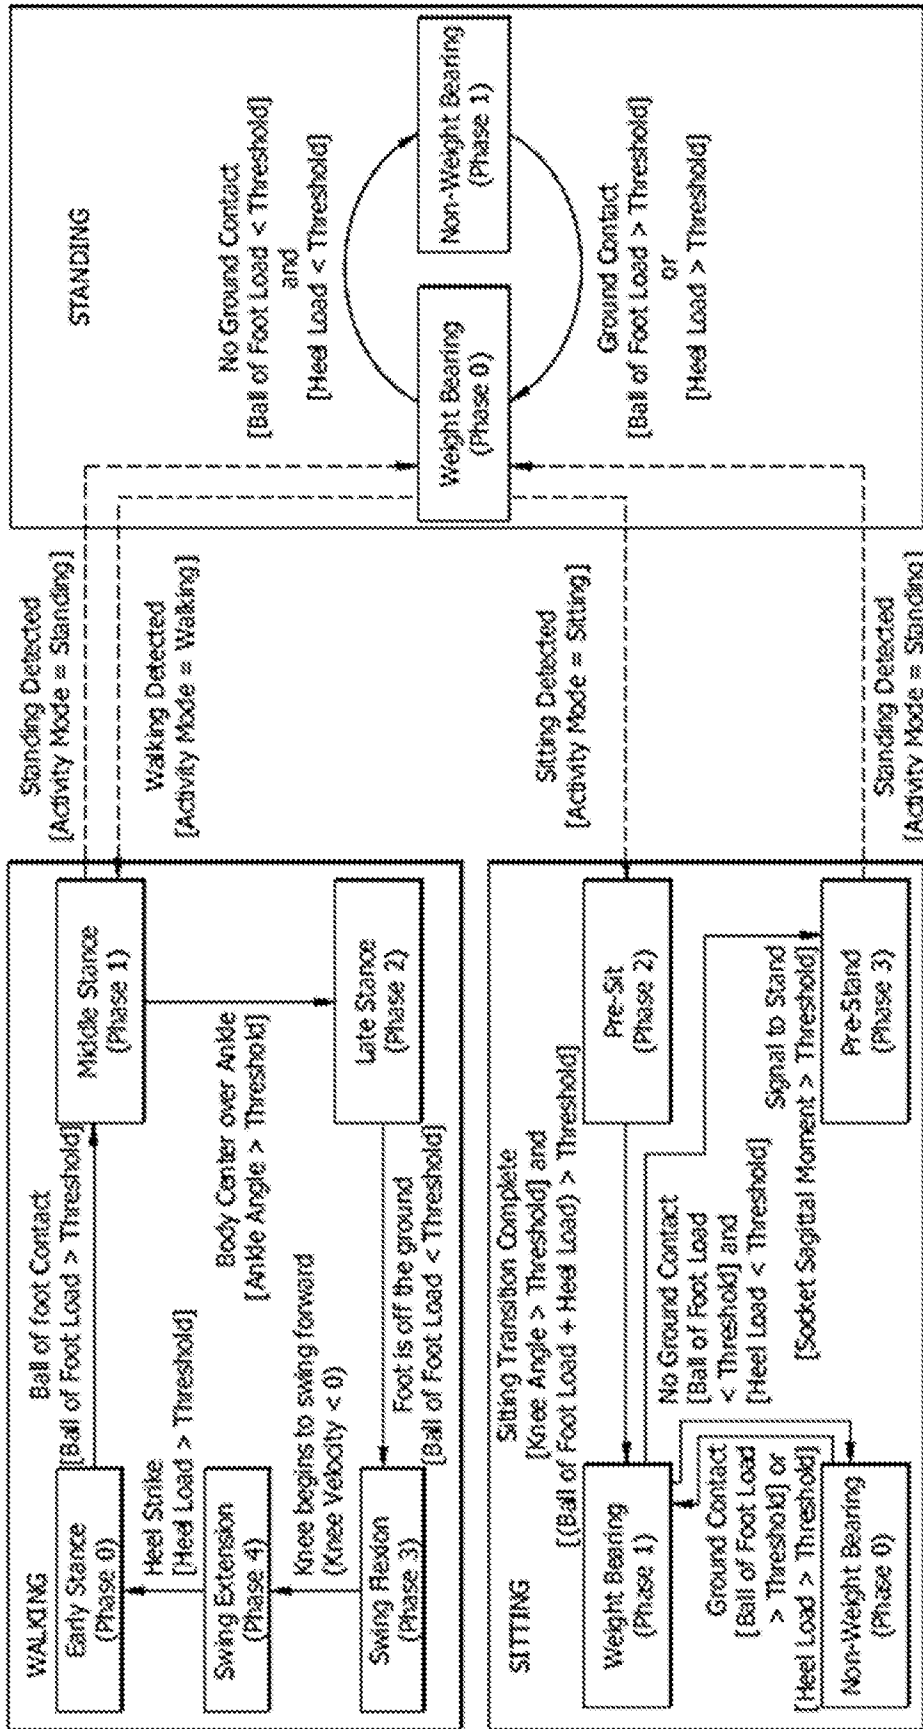 WALKING
Early Stance
(Phase 0)
Ball of foot Contact
[Ball of Foot Load > Threshold]
Middle Stance
(Phase 1)
Heel Strike
[Heel Load > Threshold]
Swing Extension
(Phase 4)
Body Center over Ankle
[Ankle Angle > Threshold]
Knee begins to swing forward
(Knee Velocity < 0)
Swing Flexion
(Phase 3)
Foot is off the ground
[Ball of Foot Load < Threshold]
Late Stance
(Phase 2)
Standing Detected
[Activity Mode = Standing]
Walking Detected
[Activity Mode = Walking]
SITTING
Sitting Transition Complete
[Knee Angle > Threshold] and
[(Ball of Foot Load + Heel Load) > Threshold]
Weight Bearing
(Phase 1)
Pre-Sit
(Phase 2)
Ground Contact
[Ball of Foot Load
> Threshold] or
[Heel Load > Threshold]
No Ground Contact
[Ball of Foot Load
< Threshold] and
[Heel Load < Threshold]
Signal to Stand
[Socket Sagittal Moment > Threshold]
Non-Weight Bearing
(Phase 0)
Pre-Stand
(Phase 3)
Sitting Detected
[Activity Mode = Sitting]
Standing Detected
[Activity Mode = Standing]
STANDING
No Ground Contact
[Ball of Foot Load < Threshold]
and
[Heel Load < Threshold]
Weight Bearing
(Phase 0)
Non-Weight Bearing
(Phase 1)
Ground Contact
[Ball of Foot Load > Threshold]
or
[Heel Load > Threshold]